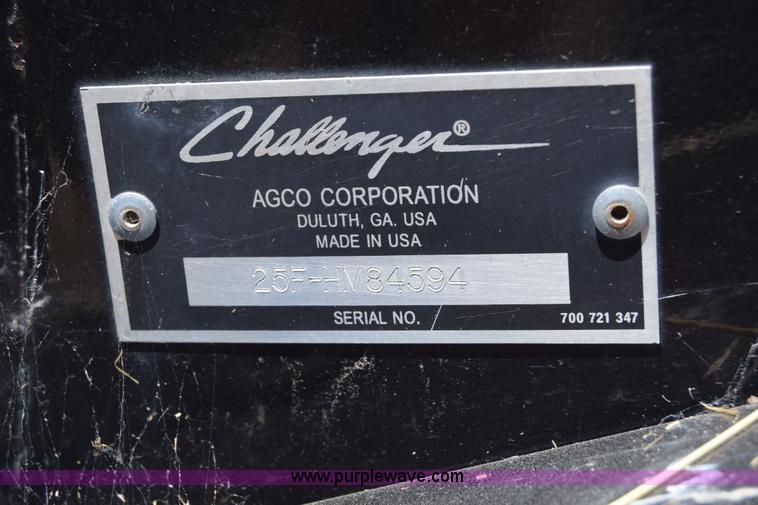 Challenger®
AGCO CORPORATION
DULUTH, GA. USA
MADE IN USA
25F-HM84594
SERIAL NO.
700 721 347
www.purplewave.com